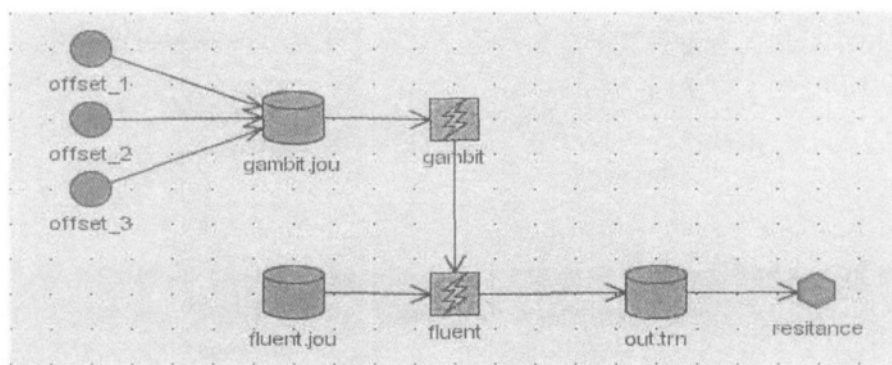 offset_1
offset_2
gambit.jou
gambit
offset_3
fluent.jou
fluent
out.trn
resitance